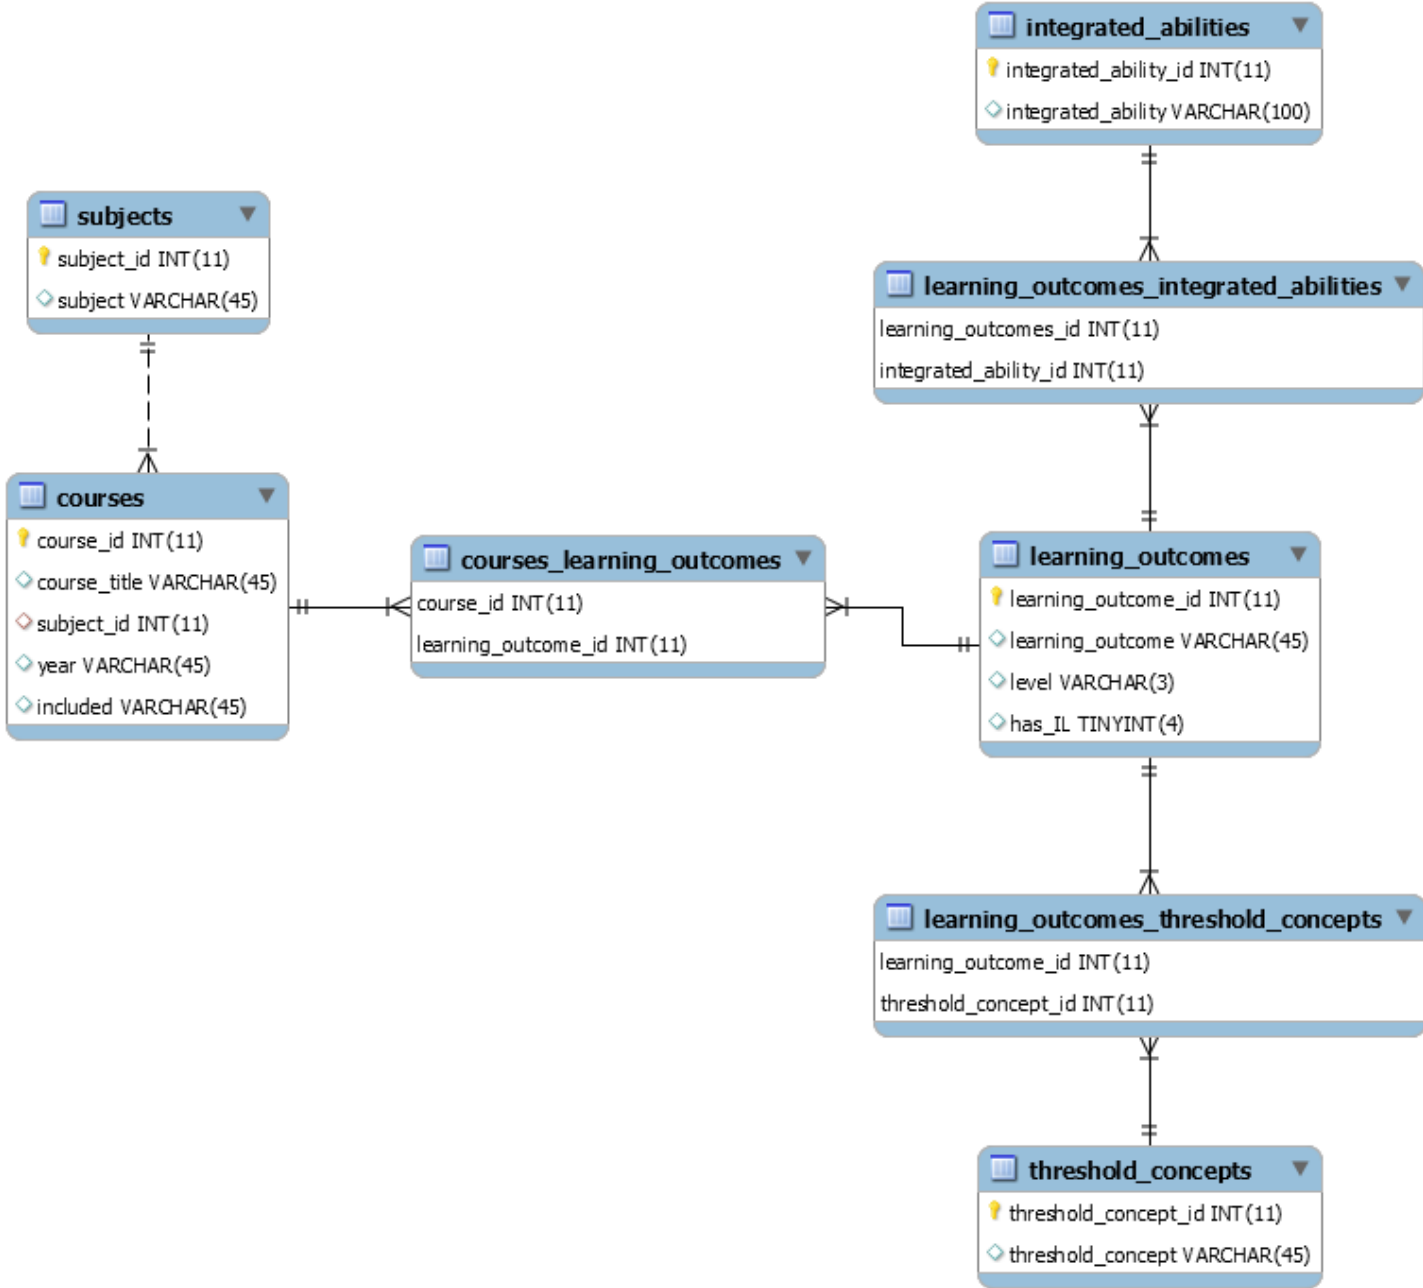 integrated_abilities
integrated_ability_id INT(11)
integrated_ability VARCHAR(100)
subjects
subject_id INT(11)
subject VARCHAR(45)
learning_outcomes_integrated_abilities
learning_outcomes_id INT(11)
integrated_ability_id INT(11)
courses
course_id INT(11)
course_title VARCHAR(45)
subject_id INT(11)
year VARCHAR(45)
included VARCHAR(45)
courses_learning_outcomes
course_id INT(11)
learning_outcome_id INT(11)
learning_outcomes
learning_outcome_id INT(11)
learning_outcome VARCHAR(45)
level VARCHAR(3)
has_IL TINYINT(4)
learning_outcomes_threshold_concepts
learning_outcome_id INT(11)
threshold_concept_id INT(11)
threshold_concepts
threshold_concept_id INT(11)
threshold_concept VARCHAR(45)